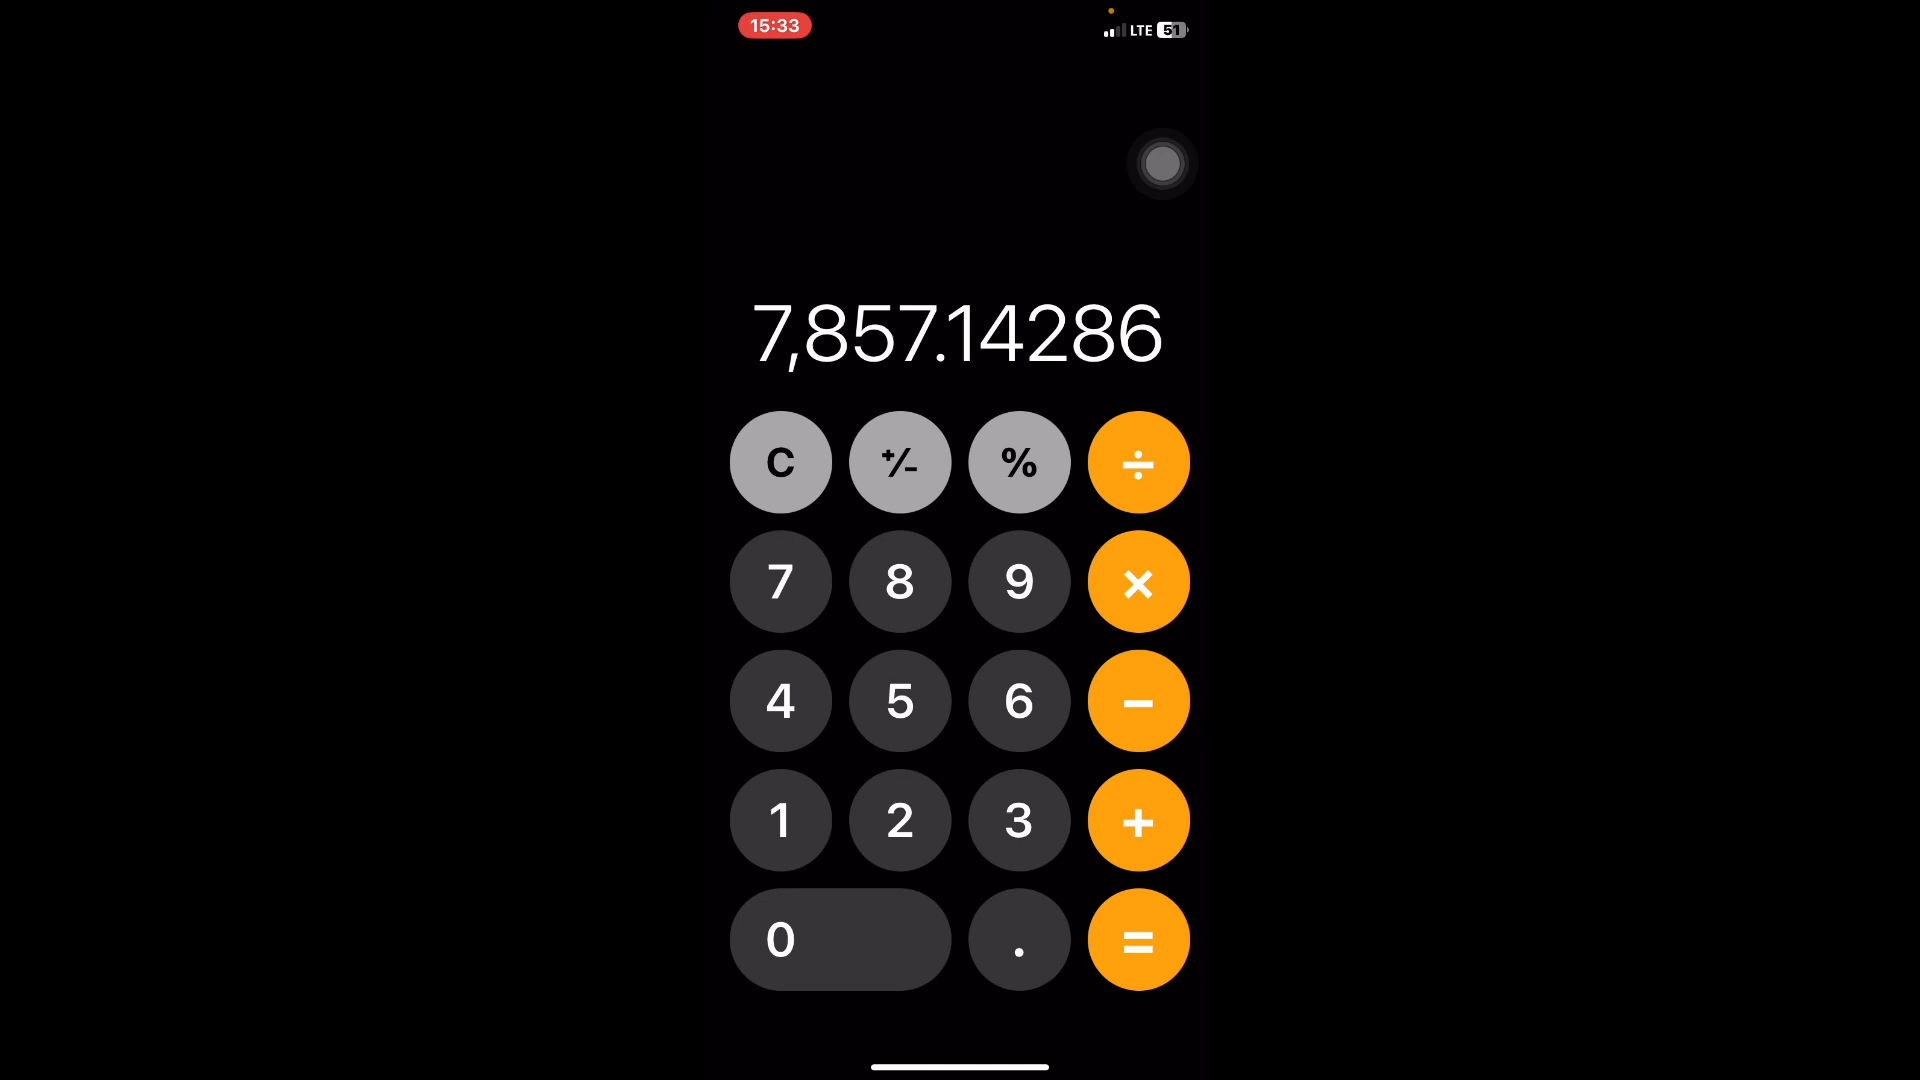 15:33 LTE 51
7,857.14286
C +/- % ÷
7 8 9 ×
4 5 6 −
1 2 3 +
0 . =